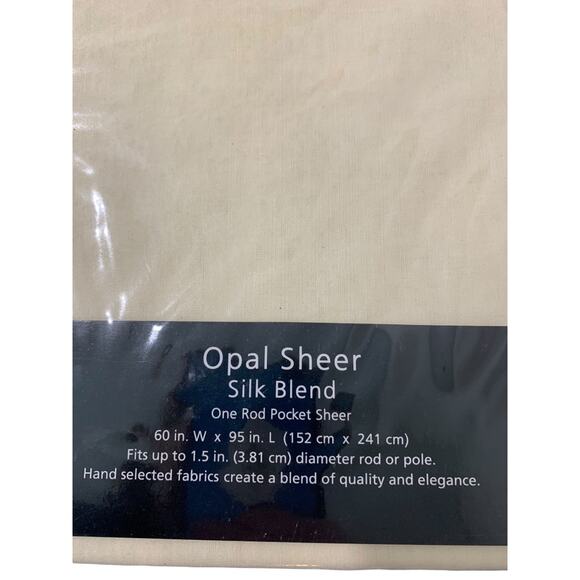 Opal Sheer
Silk Blend
One Rod Pocket Sheer
60 in. W x 95 in. L (152 cm x 241 cm)
Fits up to 1.5 in. (3.81 cm) diameter rod or pole.
Hand selected fabrics create a blend of quality and elegance.